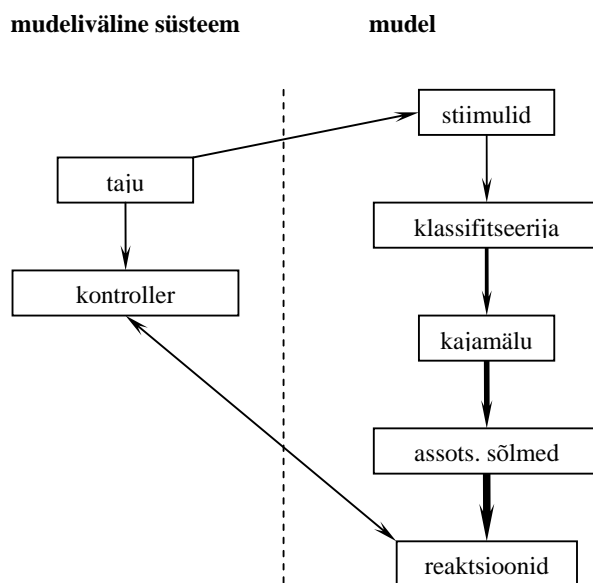 mudeliväline süsteem
mudel
stiimulid
taju
klassifitseerija
kontroller
kajamälu
assots. sõlmed
reaktsioonid